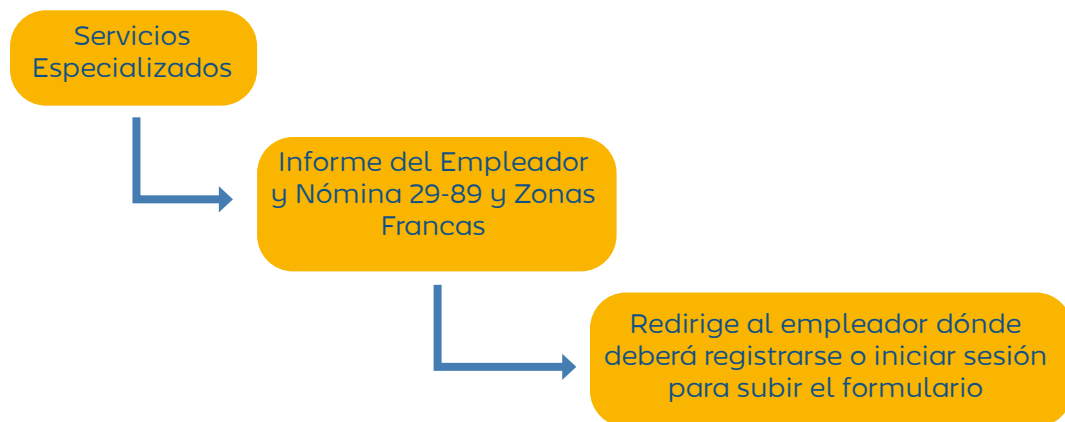 Servicios
Especializados
Informe del Empleador
y Nómina 29-89 y Zonas
Francas
Redirige al empleador dónde
deberá registrarse o iniciar sesión
para subir el formulario